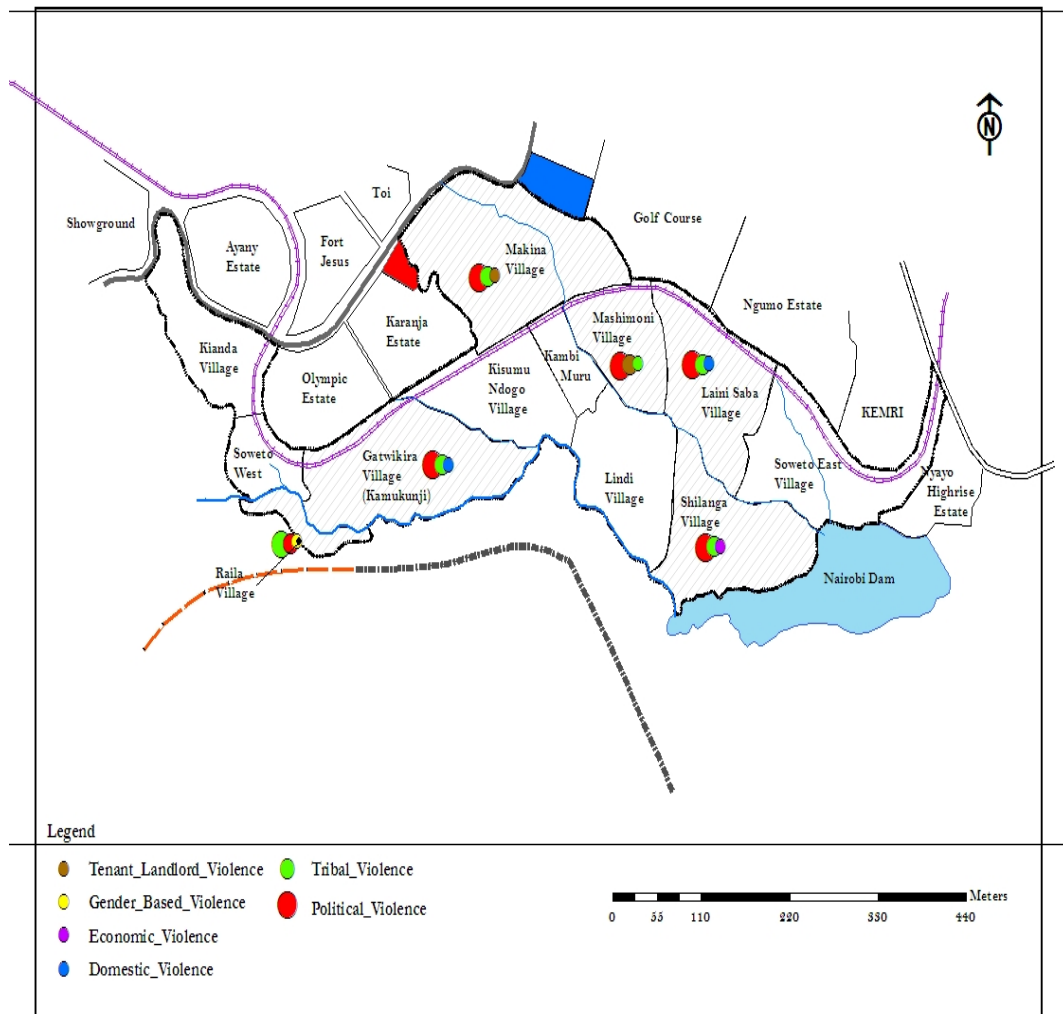 N
Toi
Showground
Golf Course
Fort
Jesus
Ayany
Estate
Makina
Village
Ngumo Estate
Mashimoni
Village
Karanja
Estate
Kianda
Village
Kambi
Muru
Kisumu
Ndogo
Village
Olympic
Estate
Laini Saba
Village
KEMRI
Soweto
West
Gatwikira
Village
(Kamukunji)
Lindi
Village
Soweto East
Village
Nyayo
Highrise
Estate
Shilanga
Village
Raila
Village
Nairobi Dam
Legend
Tenant_Landlord_Violence
Gender_Based_Violence
Economic_Violence
Domestic_Violence
Tribal_Violence
Political_Violence
Meters
0 55 110 220 330 440